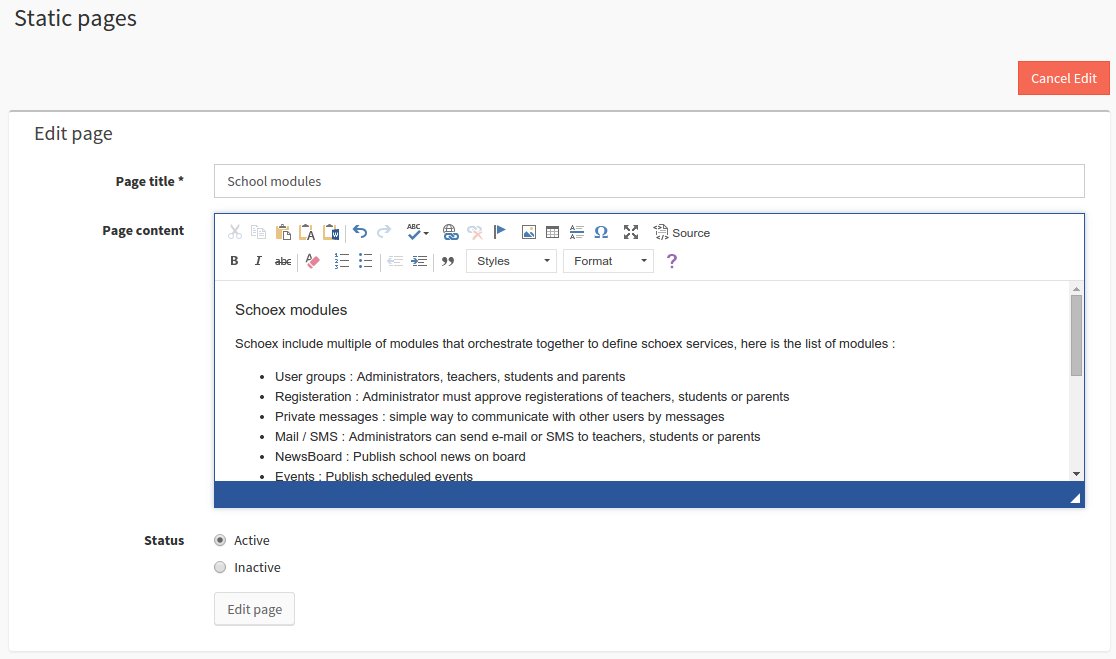 Static pages
Cancel Edit
Edit page
Page title *
School modules
Page content
ABC
Source
B I abc
Styles
Format
?
Schoex modules
Schoex include multiple of modules that orchestrate together to define schoex services, here is the list of modules :
• User groups : Administrators, teachers, students and parents
• Registeration : Administrator must approve registerations of teachers, students or parents
• Private messages : simple way to communicate with other users by messages
• Mail / SMS : Administrators can send e-mail or SMS to teachers, students or parents
• NewsBoard : Publish school news on board
• Events : Publish scheduled events
Status
Active
Inactive
Edit page